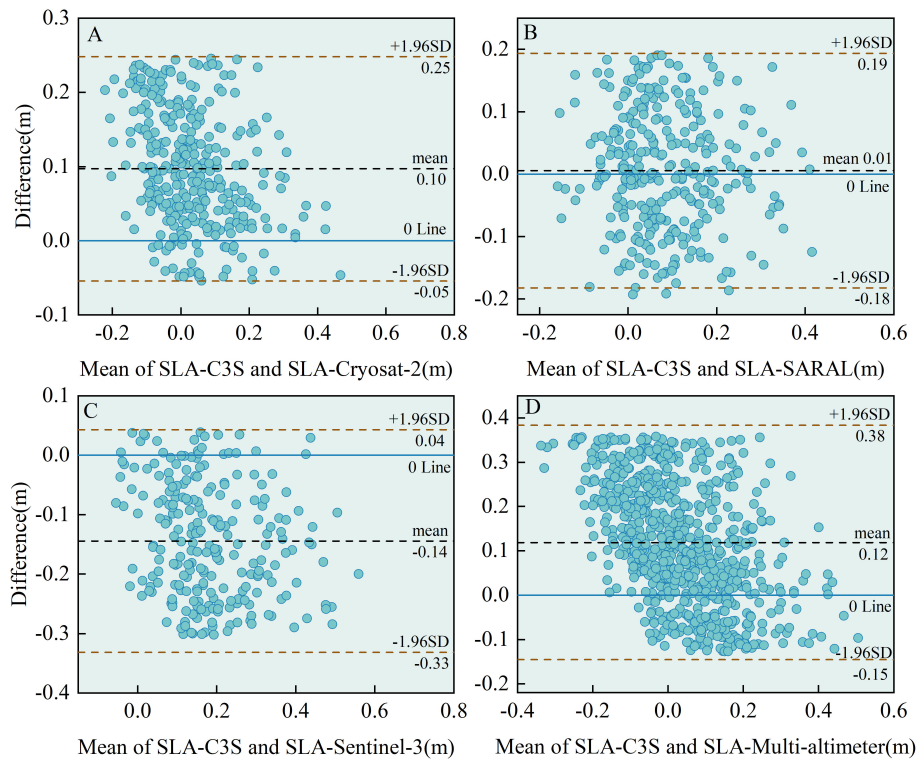 A
0.3
0.2
0.1
0.0
-0.1
Difference(m)
+1.96SD
0.25
mean
0.10
0 Line
-1.96SD
-0.05
-0.2 0.0 0.2 0.4 0.6 0.8
Mean of SLA-C3S and SLA-Cryosat-2(m)
B
0.2
0.1
0.0
-0.1
-0.2
+1.96SD
0.19
mean 0.01
0 Line
-1.96SD
-0.18
-0.2 0.0 0.2 0.4 0.6
Mean of SLA-C3S and SLA-SARAL(m)
C
0.1
0.0
-0.1
-0.2
-0.3
-0.4
Difference(m)
+1.96SD
0.04
0 Line
mean
-0.14
-1.96SD
-0.33
0.0 0.2 0.4 0.6 0.8
Mean of SLA-C3S and SLA-Sentinel-3(m)
D
0.4
0.3
0.2
0.1
0.0
-0.1
-0.2
+1.96SD
0.38
mean
0.12
0 Line
-1.96SD
-0.15
-0.4 -0.2 0.0 0.2 0.4 0.6
Mean of SLA-C3S and SLA-Multi-altimeter(m)